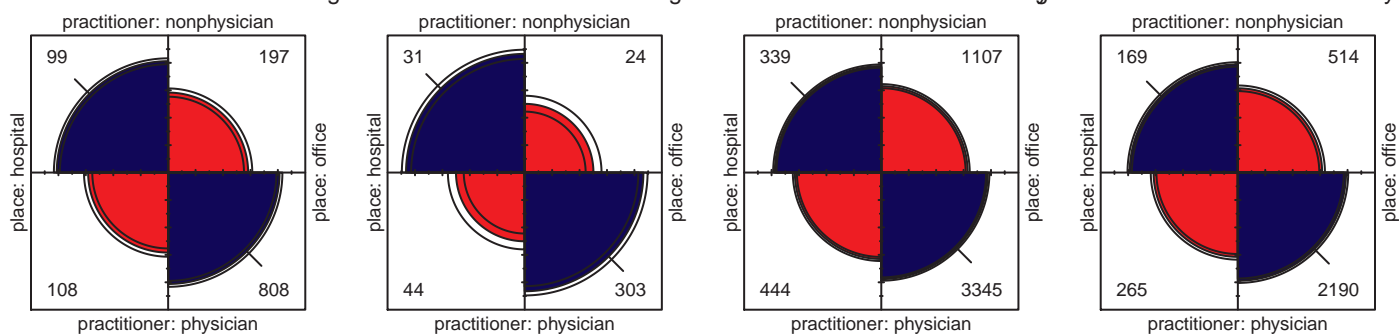 practitioner: nonphysician
99 197
place: hospital
place: office
108 808
practitioner: physician
practitioner: nonphysician
31 24
place: hospital
place: office
44 303
practitioner: physician
practitioner: nonphysician
339 1107
place: hospital
place: office
444 3345
practitioner: physician
practitioner: nonphysician
169 514
place: hospital
place: office
265 2190
practitioner: physician